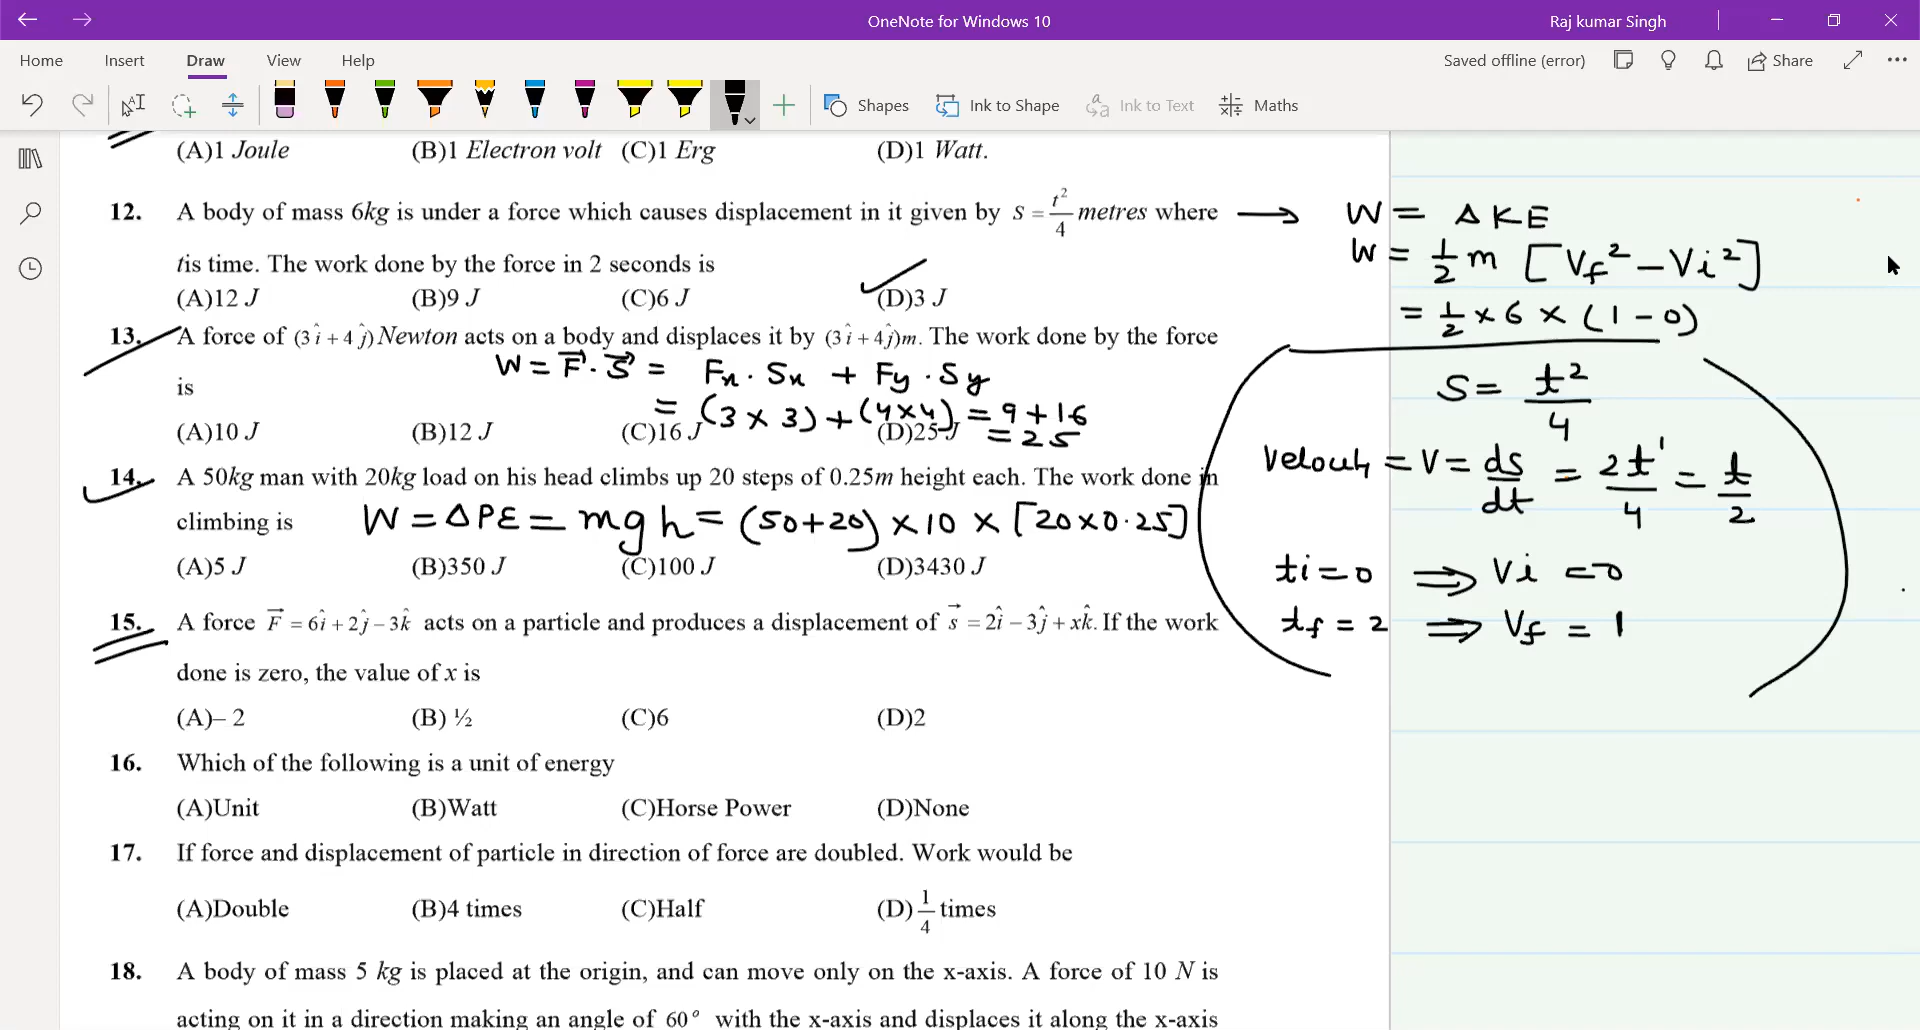 OneNote for Windows 10
Raj kumar Singh
Home Insert Draw View Help
Saved offline (error) Share
Shapes Ink to Shape Ink to Text Maths
(A)1 Joule (B)1 Electron volt (C)1 Erg (D)1 Watt.
12. A body of mass 6kg is under a force which causes displacement in it given by S = t²/4 metres where
tis time. The work done by the force in 2 seconds is
(A)12 J (B)9 J (C)6 J (D)3 J
13. A force of (3î + 4ĵ) Newton acts on a body and displaces it by (3î + 4ĵ)m. The work done by the force
W = F⃗ . S⃗ = Fx . Sx + Fy . Sy
is
= (3 × 3) + (4×4) = 9 + 16
(A)10 J (B)12 J (C)16 J (D)25 J
= 25
14. A 50kg man with 20kg load on his head climbs up 20 steps of 0.25m height each. The work done in
climbing is
W = ΔPE = mgh = (50+20) × 10 × [20×0.25]
(A)5 J (B)350 J (C)100 J (D)3430 J
15. A force F⃗ = 6î + 2ĵ − 3k̂ acts on a particle and produces a displacement of s⃗ = 2î − 3ĵ + xk̂. If the work
done is zero, the value of x is
(A)– 2 (B) ½ (C)6 (D)2
16. Which of the following is a unit of energy
(A)Unit (B)Watt (C)Horse Power (D)None
17. If force and displacement of particle in direction of force are doubled. Work would be
(A)Double (B)4 times (C)Half (D) 1/4 times
18. A body of mass 5 kg is placed at the origin, and can move only on the x-axis. A force of 10 N is
acting on it in a direction making an angle of 60° with the x-axis and displaces it along the x-axis
→ W = Δ KE
W = 1/2 m [Vf² − Vi²]
= 1/2 × 6 × (1 − 0)
S = t²/4
Velocity = V = ds/dt = 2t'/4 = t/2
ti = 0 ⇒ Vi = 0
tf = 2 ⇒ Vf = 1